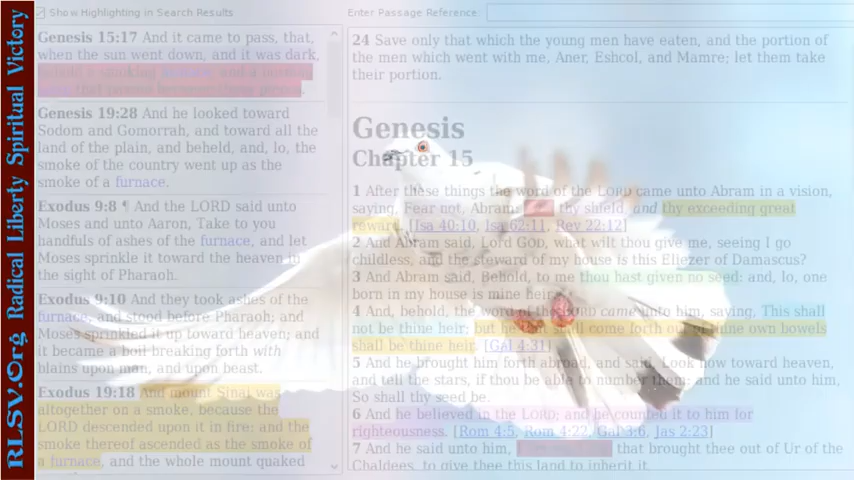 RLSV.Org Radical Liberty Spiritual Victory
Show Highlighting in Search Results
Genesis 15:17 And it came to pass, that,
when the sun went down, and it was dark,
behold a smoking furnace, and a burning
that passed between those pieces.
Genesis 19:28 And he looked toward
Sodom and Gomorrah, and toward all the
land of the plain, and beheld, and, lo, the
smoke of the country went up as the
smoke of a furnace.
Exodus 9:8 ¶ And the LORD said unto
Moses and unto Aaron, Take to you
handfuls of ashes of the furnace, and let
Moses sprinkle it toward the heaven in
the sight of Pharaoh.
Exodus 9:10 And they took ashes of the
furnace, and stood before Pharaoh; and
Moses sprinkled it up toward heaven; and
it became a boil breaking forth with
blains upon man, and upon beast.
Exodus 19:18 And mount Sinai was
altogether on a smoke, because the
LORD descended upon it in fire: and the
smoke thereof ascended as the smoke of
a furnace, and the whole mount quaked
Enter Passage Reference:
24 Save only that which the young men have eaten, and the portion of
the men which went with me, Aner, Eshcol, and Mamre; let them take
their portion.
Genesis
Chapter 15
1 After these things the word of the LORD came unto Abram in a vision,
saying, Fear not, Abram: thy shield, and thy exceeding great
reward. [Isa 40:10, Isa 62:11, Rev 22:12]
2 And Abram said, Lord GOD, what wilt thou give me, seeing I go
childless, and the steward of my house is this Eliezer of Damascus?
3 And Abram said, Behold, to me thou hast given no seed: and, lo, one
born in my house is mine heir.
4 And, behold, the word of the LORD came unto him, saying, This shall
not be thine heir; but he shall come forth out thine own bowels
shall be thine heir. [Gal 4:31]
5 And he brought him forth abroad, and said, Look now toward heaven,
and tell the stars, if thou be able to number them: and he said unto him,
So shall thy seed be.
6 And he believed in the LORD; and he counted it to him for
righteousness. [Rom 4:5, Rom 4:22, Gal 3:6, Jas 2:23]
7 And he said unto him, that brought thee out of Ur of the
Chaldees, to give thee this land to inherit it.